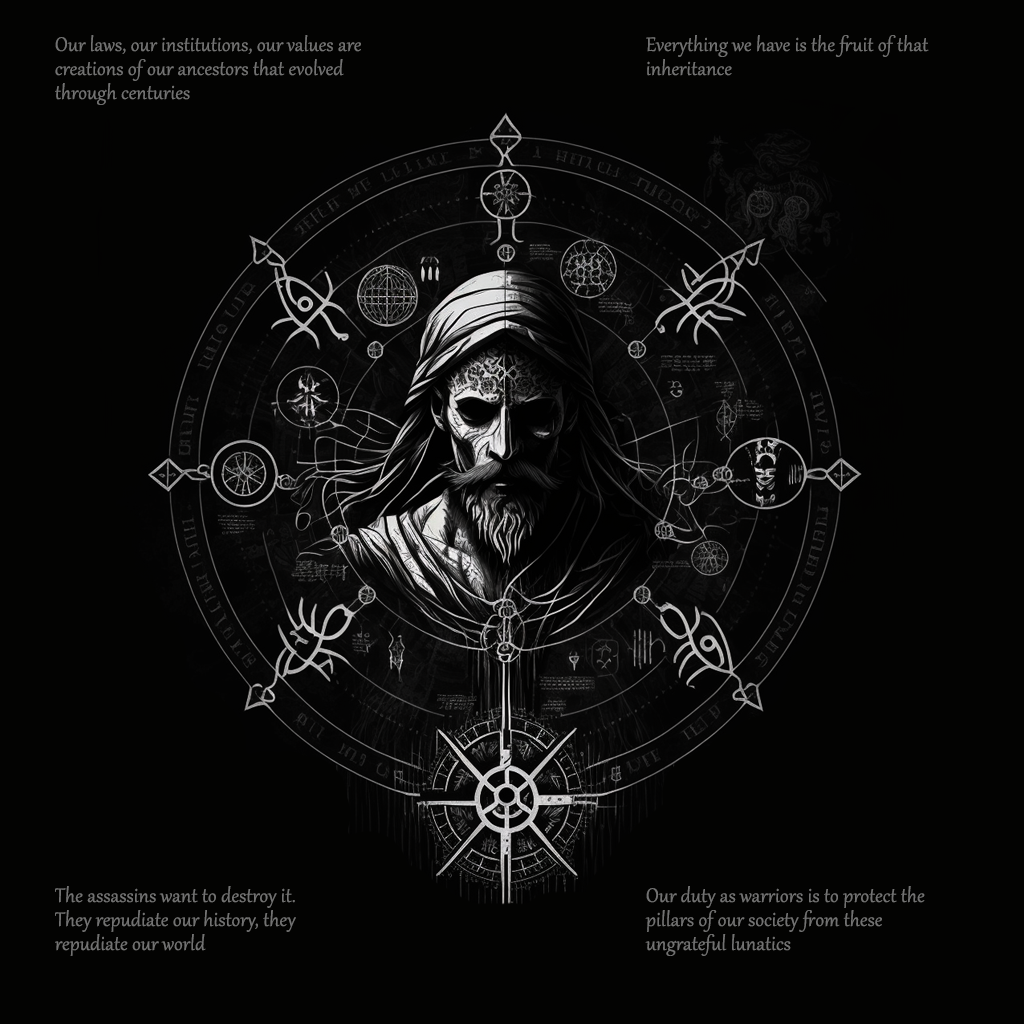 Our laws, our institutions, our values are
creations of our ancestors that evolved
through centuries
Everything we have is the fruit of that
inheritance
The assassins want to destroy it.
They repudiate our history, they
repudiate our world
Our duty as warriors is to protect the
pillars of our society from these
ungrateful lunatics